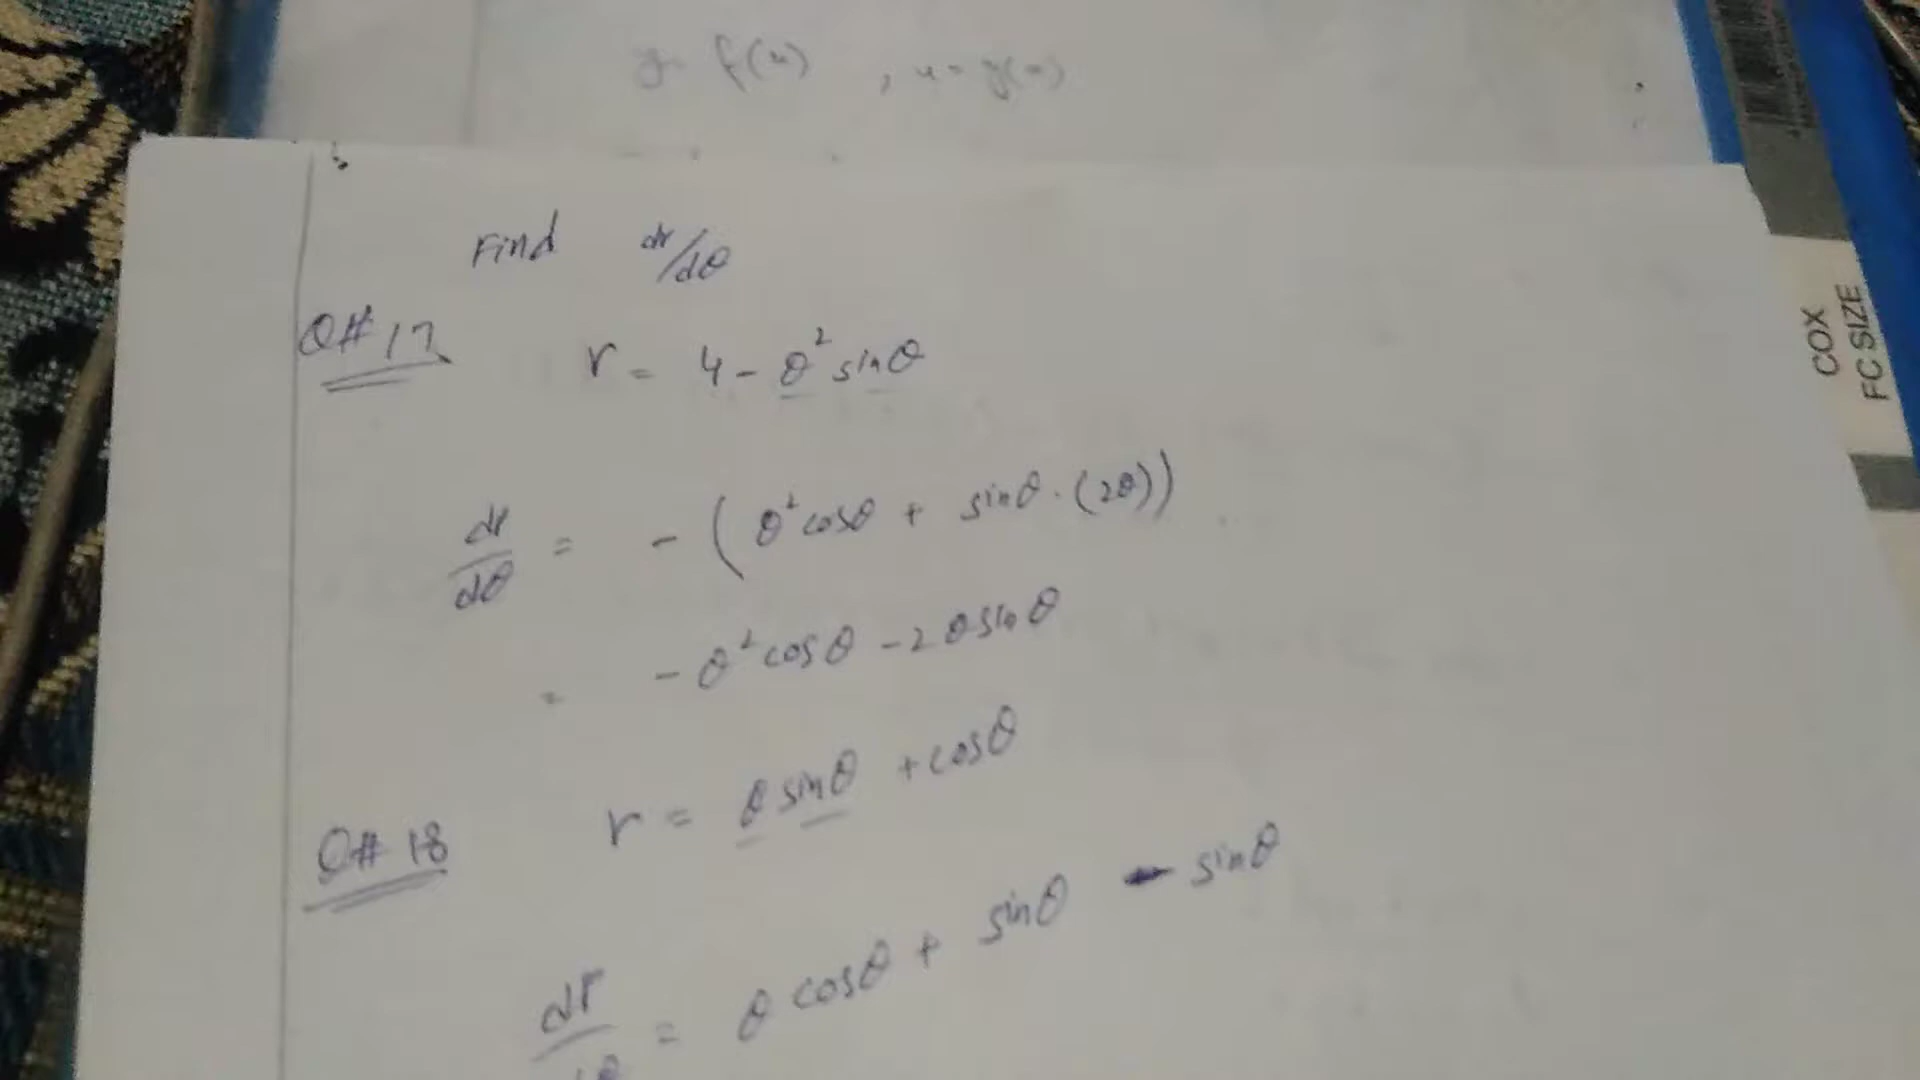 y = f(u) , u = g(x)
Find dr/dθ
Q# 17 r = 4 - θ² sinθ
dr/dθ = - ( θ² cosθ + sinθ · (2θ))
= - θ² cosθ - 2 θ sinθ
Q# 18 r = θ sinθ + cosθ
dr/dθ = θ cosθ + sinθ - sinθ
COX
FC SIZE